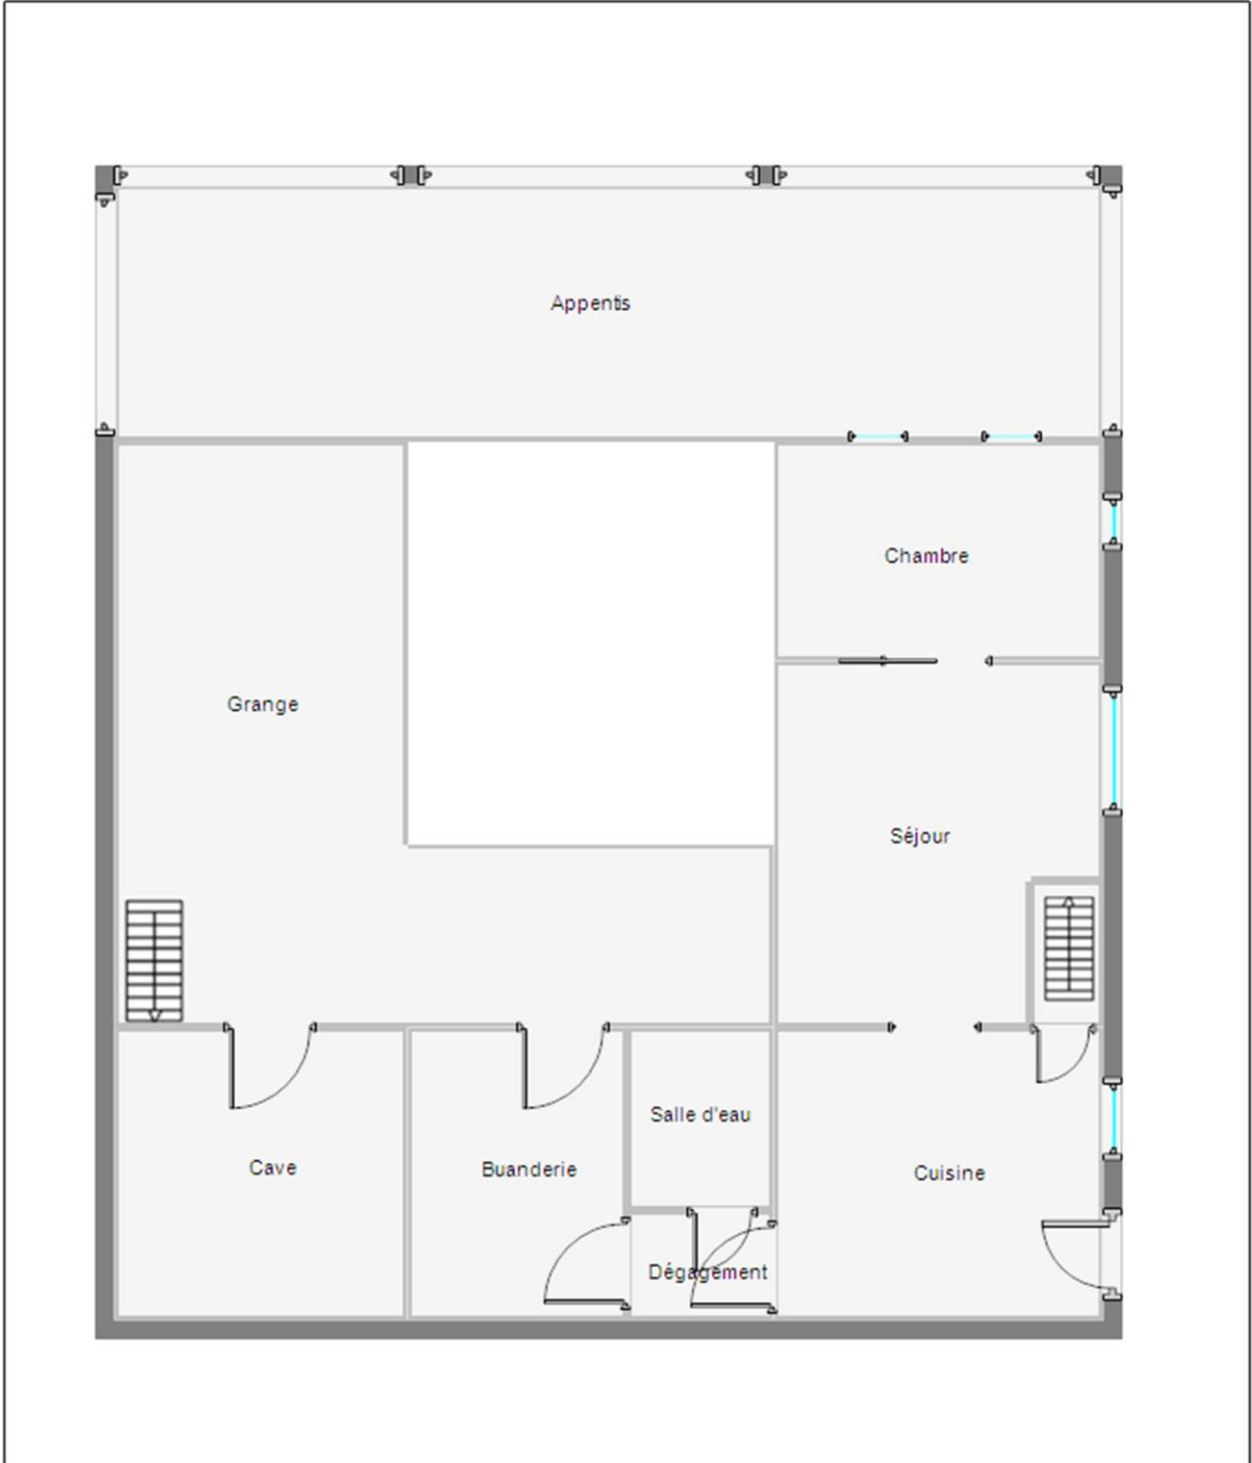 Appentis
Chambre
Grange
Séjour
Salle d'eau
Cave
Buanderie
Cuisine
Dégagement